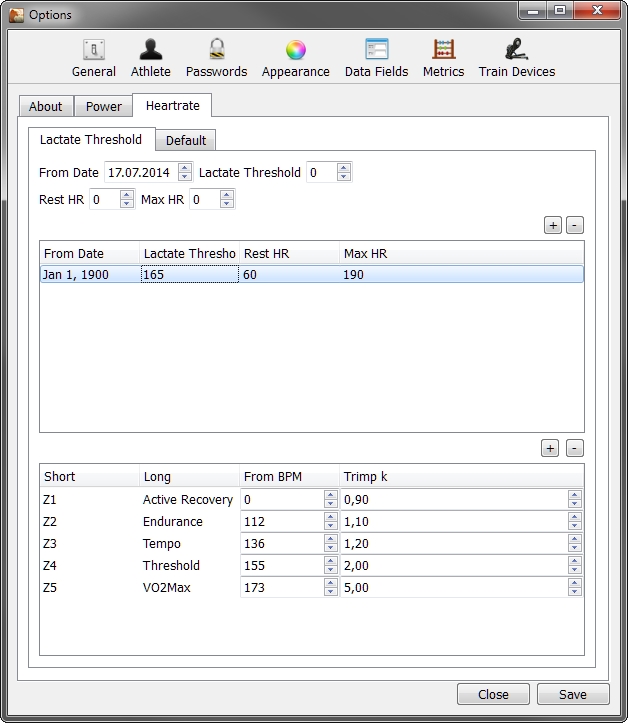 Options
General Athlete Passwords Appearance Data Fields Metrics Train Devices
About Power Heartrate
Lactate Threshold Default
From Date 17.07.2014 Lactate Threshold 0
Rest HR 0 Max HR 0
+ -
From Date Lactate Thresho Rest HR Max HR
Jan 1, 1900 165 60 190
+ -
Short Long From BPM Trimp k
Z1 Active Recovery 0 0,90
Z2 Endurance 112 1,10
Z3 Tempo 136 1,20
Z4 Threshold 155 2,00
Z5 VO2Max 173 5,00
Close Save